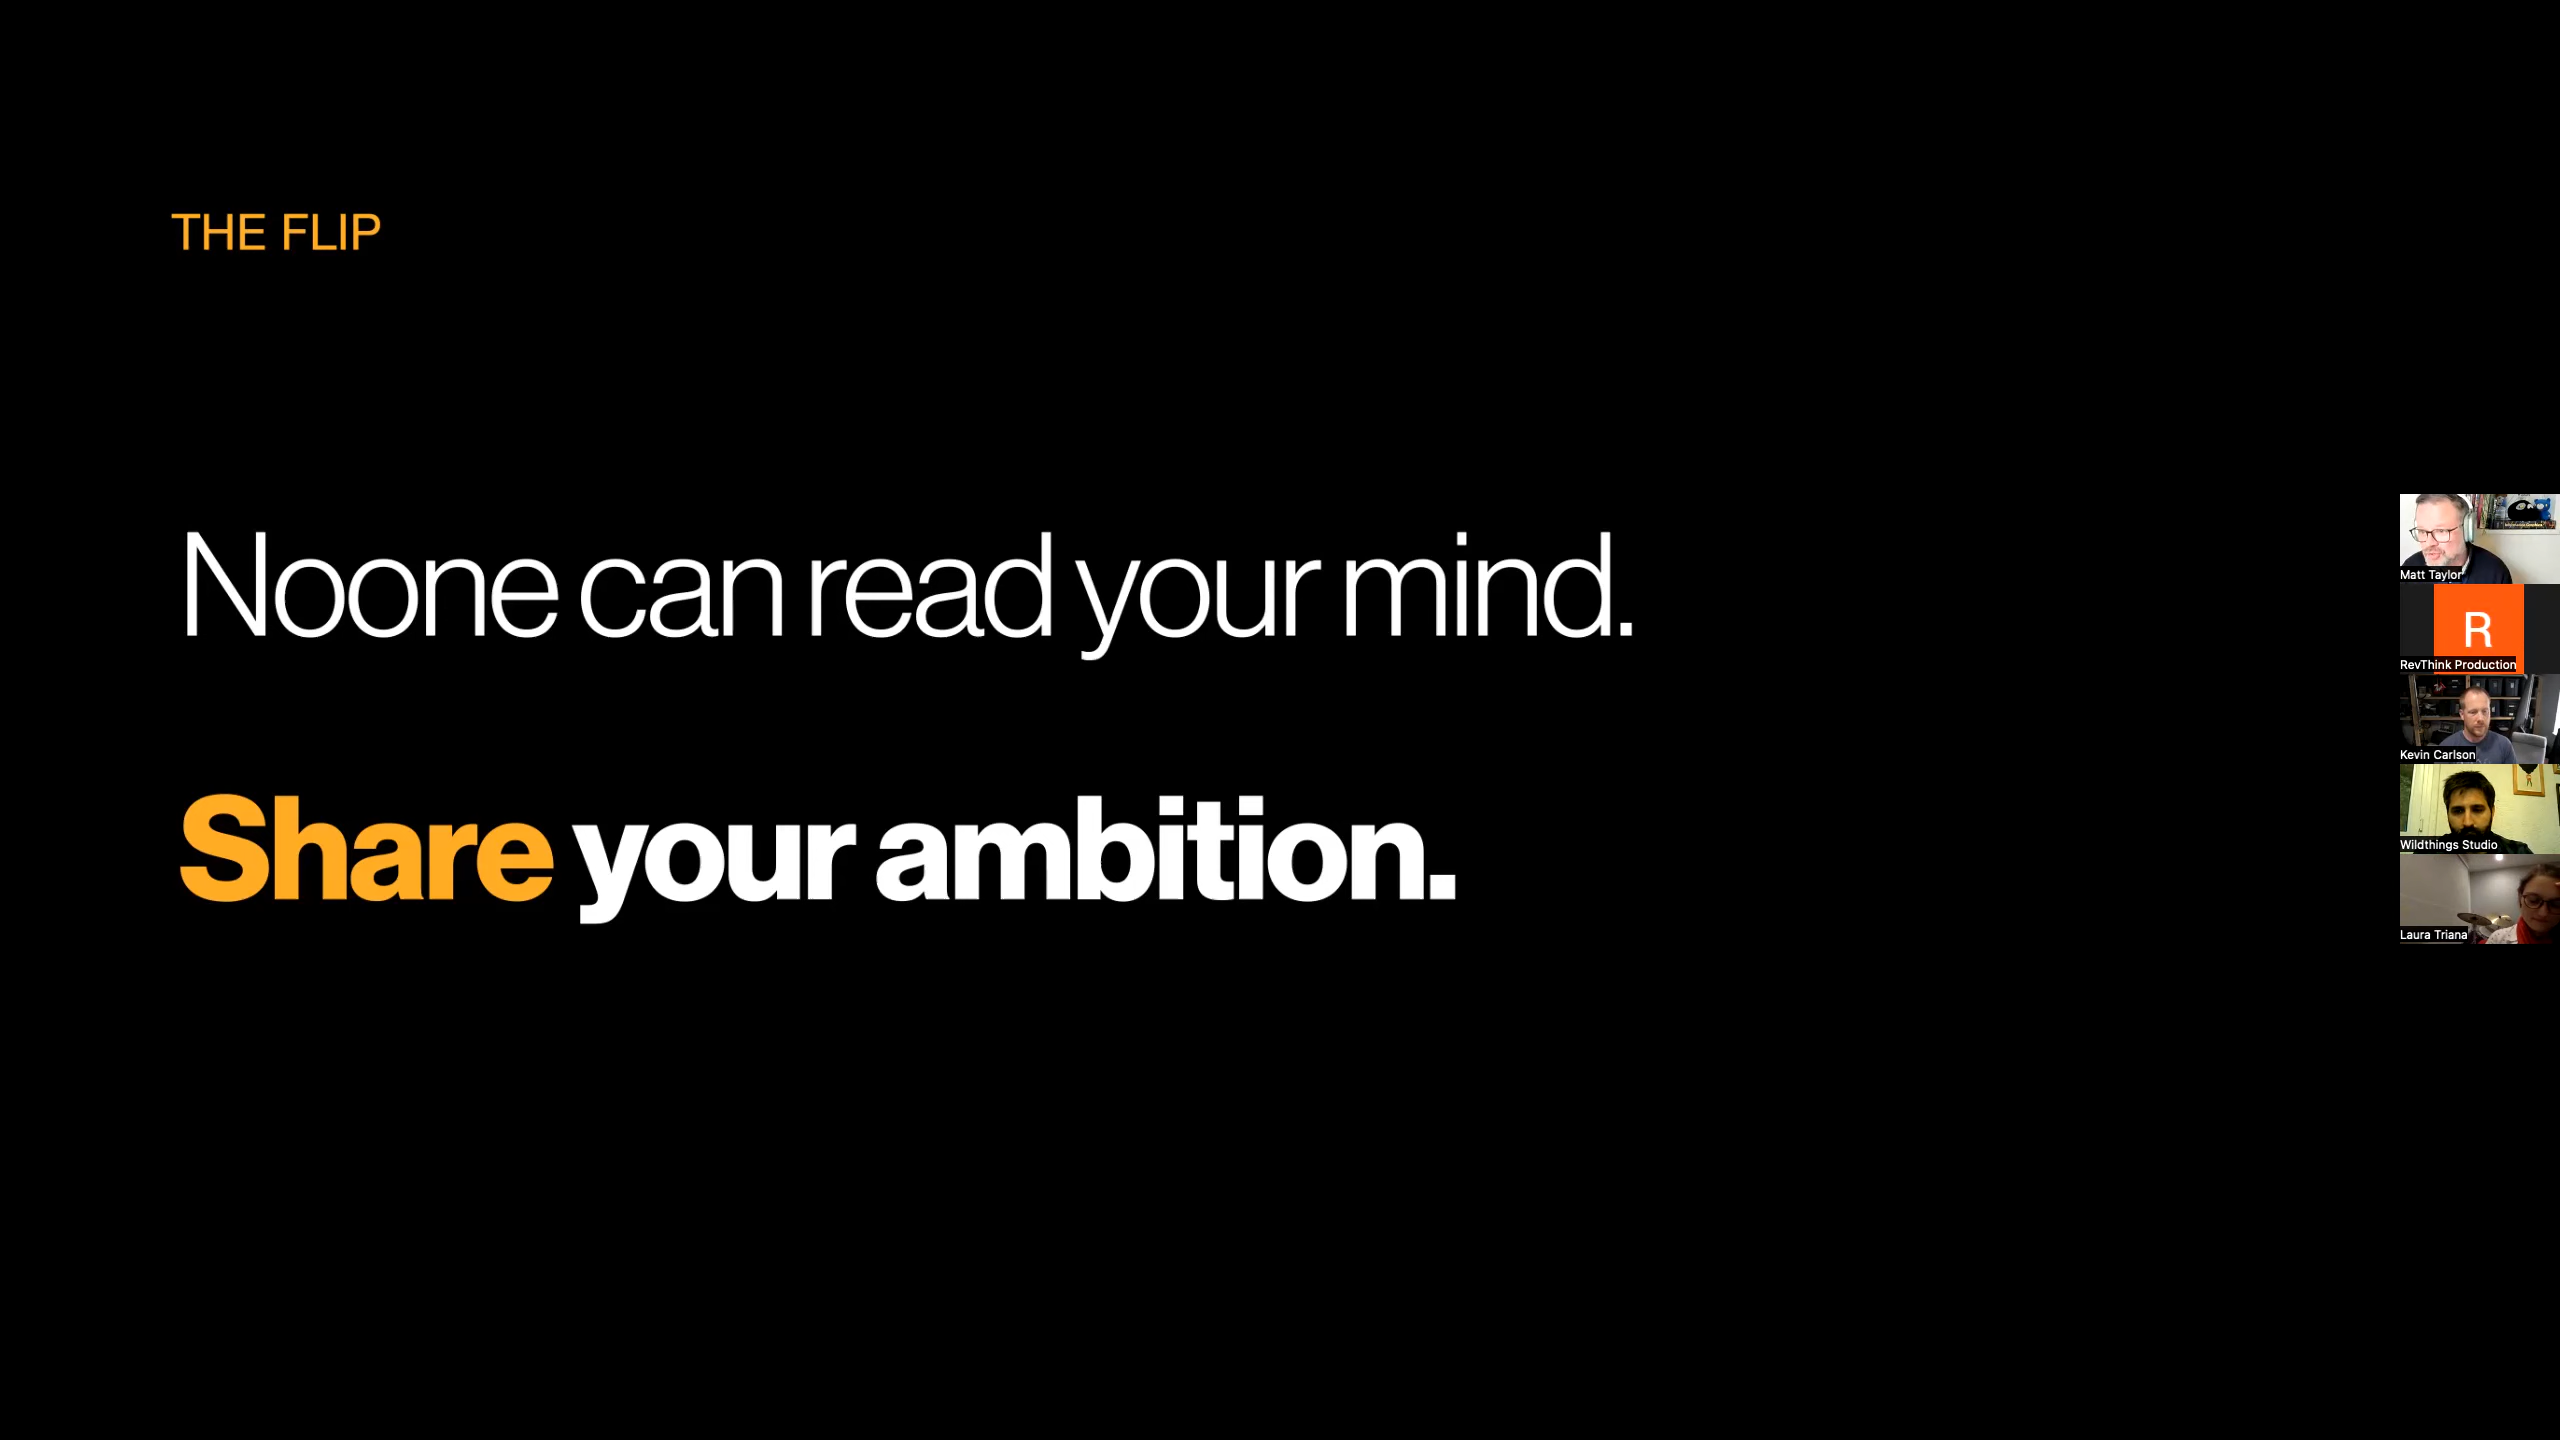 THE FLIP
Noone can read your mind.
Share your ambition.
Matt Taylor
R
RevThink Production
Kevin Carlson
Wildthings Studio
Laura Triana